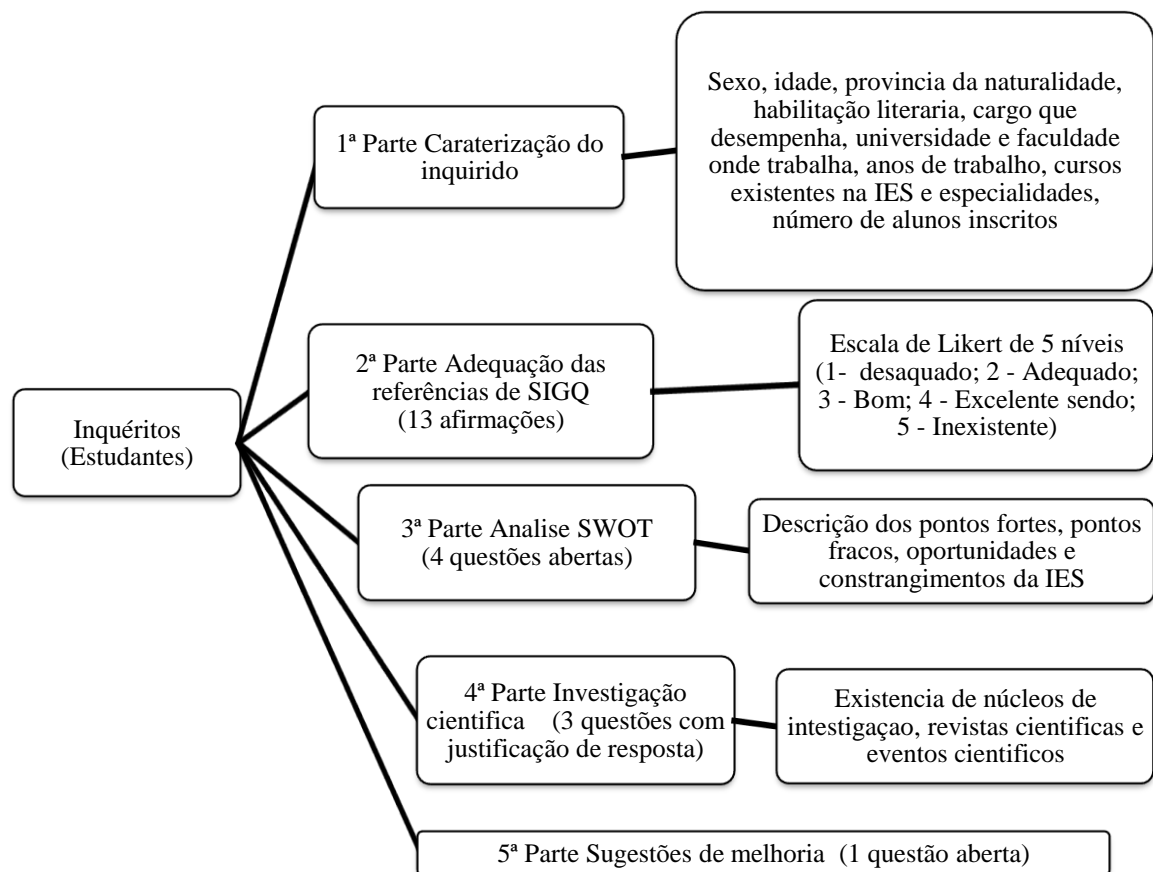 Sexo, idade, provincia da naturalidade,
habilitação literaria, cargo que
desempenha, universidade e faculdade
onde trabalha, anos de trabalho, cursos
existentes na IES e especialidades,
número de alunos inscritos
1ª Parte Caraterização do
inquirido
2ª Parte Adequação das
referências de SIGQ
(13 afirmações)
Escala de Likert de 5 níveis
(1- desaquado; 2 - Adequado;
3 - Bom; 4 - Excelente sendo;
5 - Inexistente)
Inquéritos
(Estudantes)
3ª Parte Analise SWOT
(4 questões abertas)
Descrição dos pontos fortes, pontos
fracos, oportunidades e
constrangimentos da IES
4ª Parte Investigação
cientifica (3 questões com
justificação de resposta)
Existencia de núcleos de
intestigaçao, revistas cientificas e
eventos cientificos
5ª Parte Sugestões de melhoria (1 questão aberta)